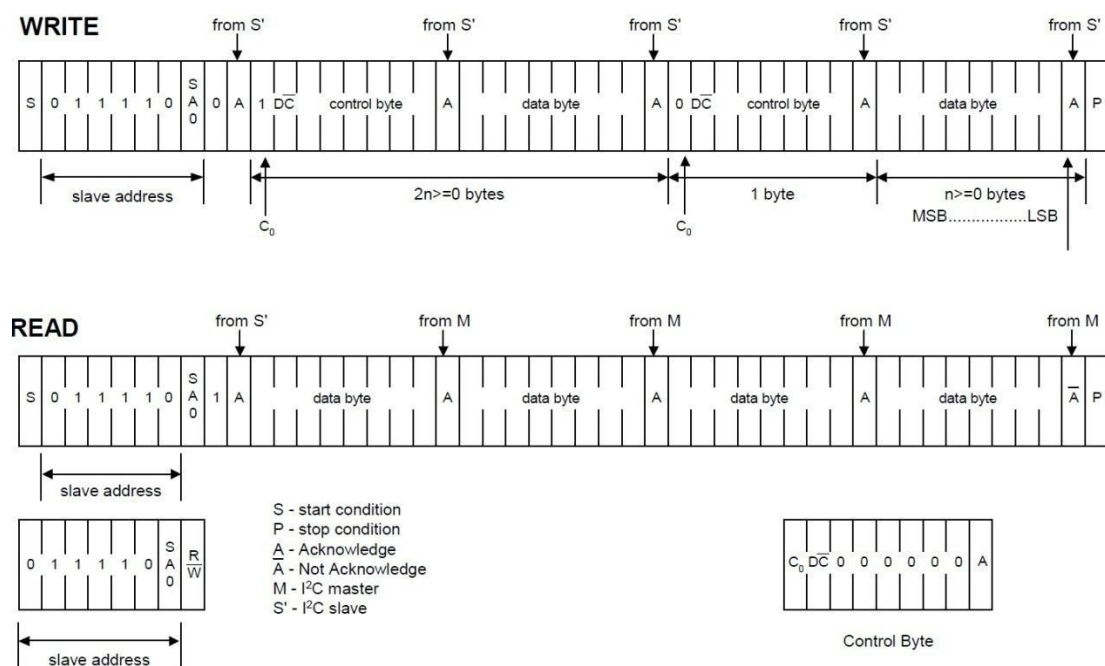 WRITE
from S' from S' from S' from S' from S'
S 0 1 1 1 1 0 SA0 0 A 1 DC̅ control byte A data byte A 0 DC̅ control byte A data byte A P
slave address 2n>=0 bytes 1 byte n>=0 bytes
MSB.................LSB
C₀ C₀
READ
from S' from M from M from M from M
S 0 1 1 1 1 0 SA0 1 A data byte A data byte A data byte A data byte A̅ P
slave address
0 1 1 1 1 0 SA0 R/W̅
slave address
S - start condition
P - stop condition
A - Acknowledge
A̅ - Not Acknowledge
M - I²C master
S' - I²C slave
C₀ DC̅ 0 0 0 0 0 0 A
Control Byte